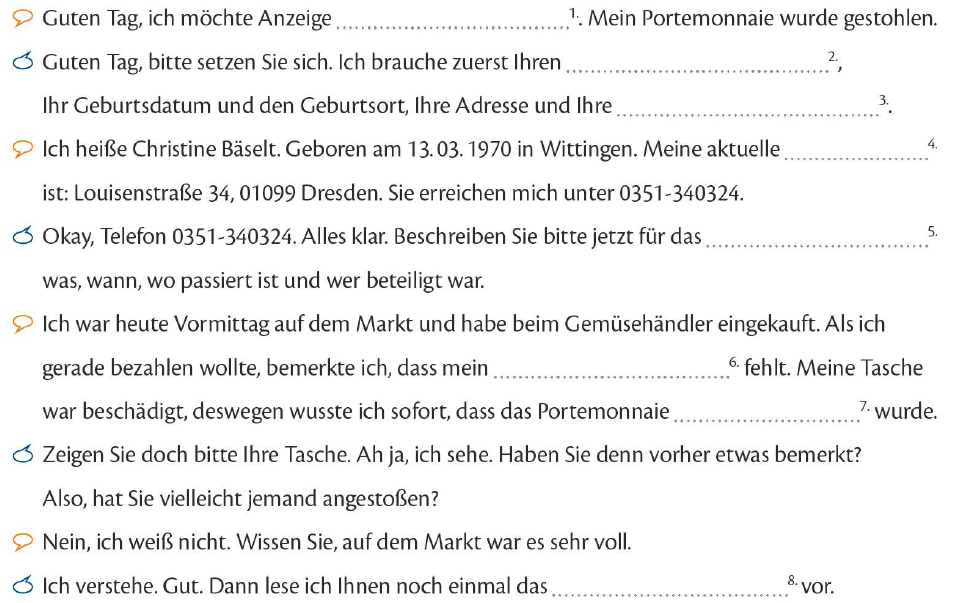 Guten Tag, ich möchte Anzeige ........................................ 1. Mein Portemonnaie wurde gestohlen.
Guten Tag, bitte setzen Sie sich. Ich brauche zuerst Ihren ........................................ 2.,
Ihr Geburtsdatum und den Geburtsort, Ihre Adresse und Ihre ........................................ 3..
Ich heiße Christine Bäselt. Geboren am 13.03.1970 in Wittingen. Meine aktuelle ........................................ 4.
ist: Louisenstraße 34, 01099 Dresden. Sie erreichen mich unter 0351-340324.
Okay, Telefon 0351-340324. Alles klar. Beschreiben Sie bitte jetzt für das ........................................ 5.
was, wann, wo passiert ist und wer beteiligt war.
Ich war heute Vormittag auf dem Markt und habe beim Gemüsehändler eingekauft. Als ich
gerade bezahlen wollte, bemerkte ich, dass mein ........................................ 6. fehlt. Meine Tasche
war beschädigt, deswegen wusste ich sofort, dass das Portemonnaie ........................................ 7. wurde.
Zeigen Sie doch bitte Ihre Tasche. Ah ja, ich sehe. Haben Sie denn vorher etwas bemerkt?
Also, hat Sie vielleicht jemand angestoßen?
Nein, ich weiß nicht. Wissen Sie, auf dem Markt war es sehr voll.
Ich verstehe. Gut. Dann lese ich Ihnen noch einmal das ........................................ 8. vor.